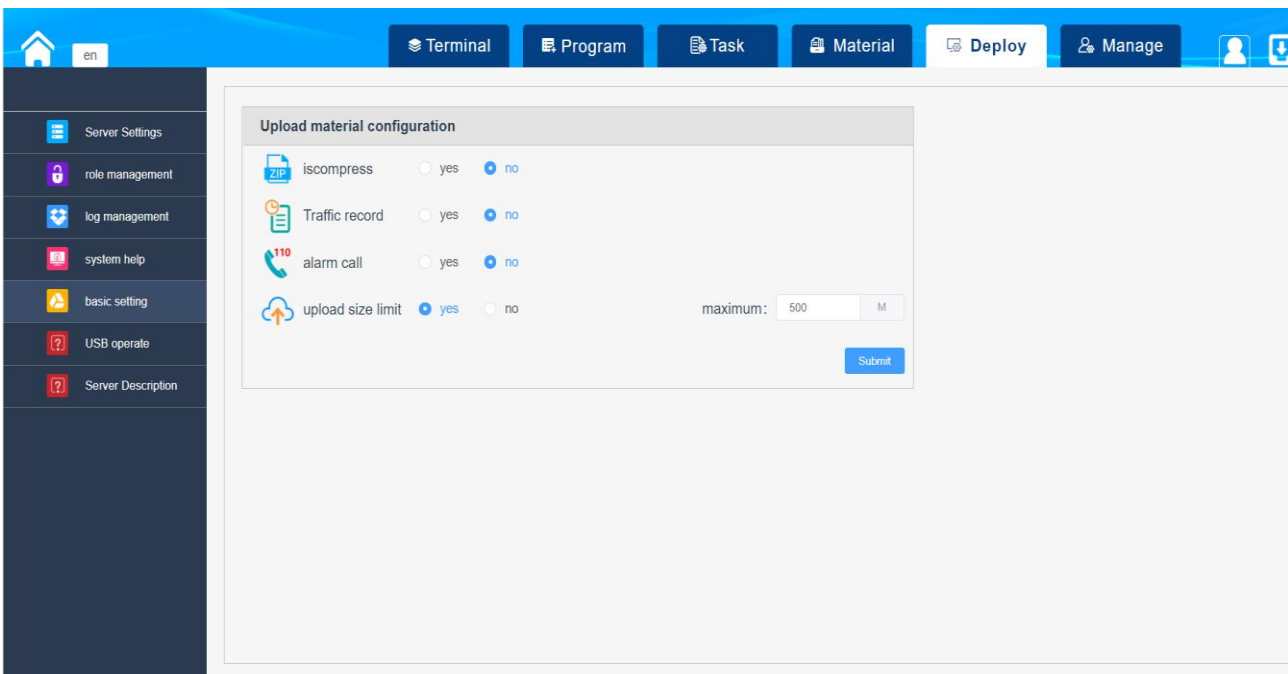 en
Terminal
Program
Task
Material
Deploy
Manage
Server Settings
role management
log management
system help
basic setting
USB operate
Server Description
Upload material configuration
ZIP
iscompress yes no
Traffic record yes no
110
alarm call yes no
upload size limit yes no maximum: 500 M
Submit